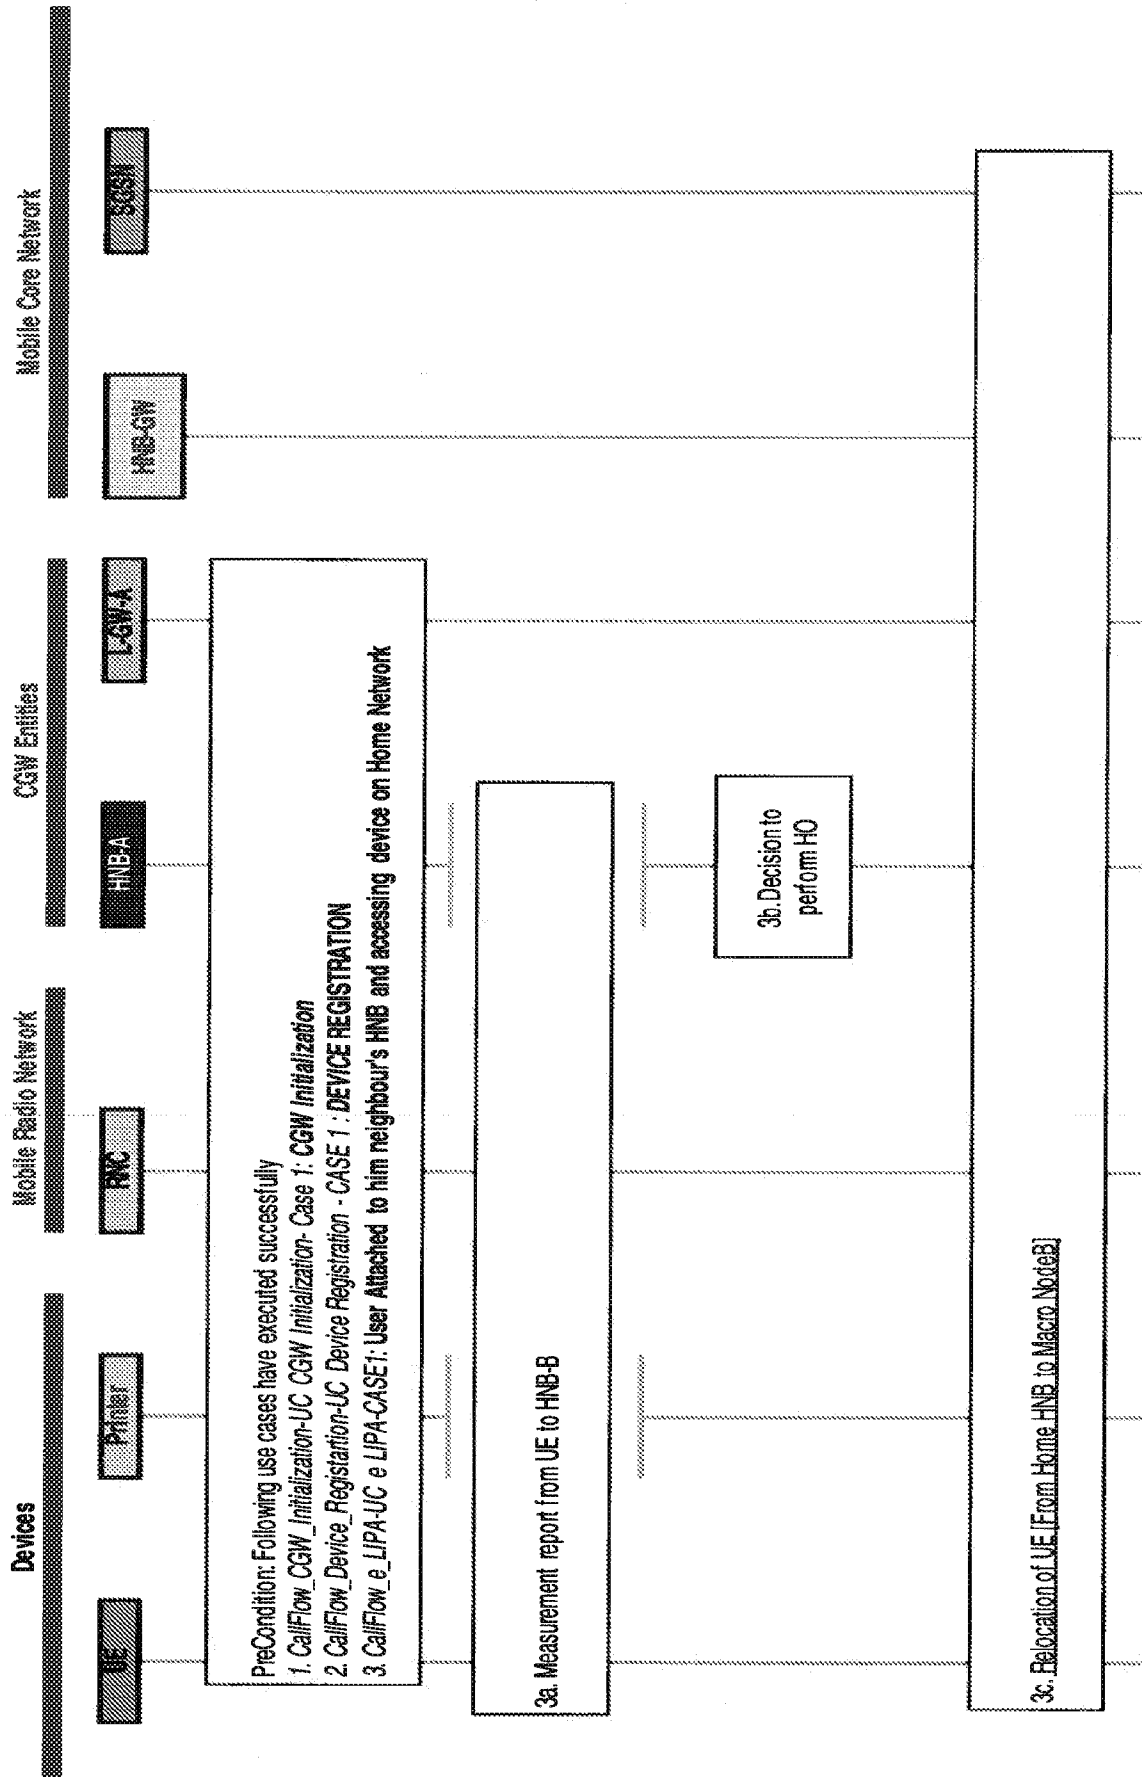 Devices
Mobile Radio Network
CGW Entities
Mobile Core Network
UE
Printer
RNC
HNB-A
L-GW-A
HNB-GW
SGSN
PreCondition: Following use cases have executed successfully
1. CallFlow_CGW_Initialization-UC CGW Initialization- Case 1: CGW Initialization
2. CallFlow_Device_Registartion-UC Device Registration - CASE 1 : DEVICE REGISTRATION
3. CallFlow_e_LIPA-UC e LIPA-CASE1: User Attached to him neighbour's HNB and accessing device on Home Network
3a. Measurement report from UE to HNB-B
3b. Decision to
perform HO
3c. Relocation of UE [From Home HNB to Macro NodeB]